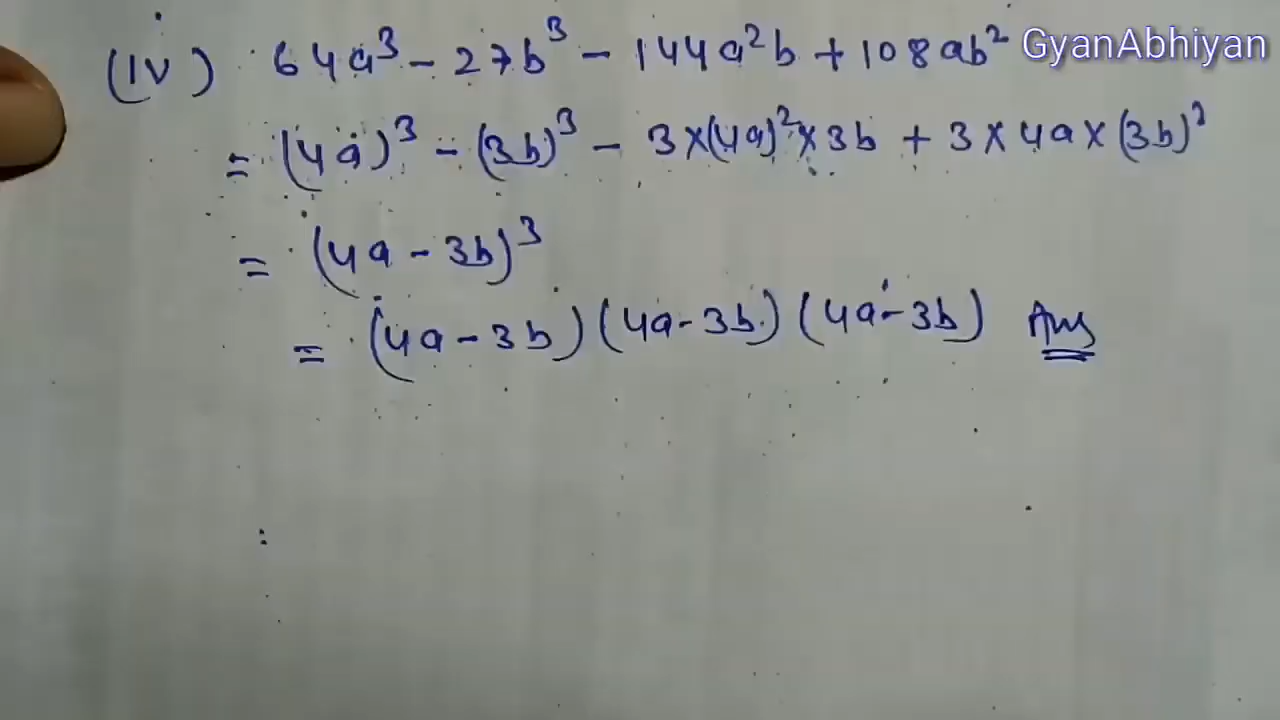 (iv) 64a³ - 27b³ - 144a²b + 108ab² GyanAbhiyan
= (4a)³ - (3b)³ - 3×(4a)²×3b + 3×4a×(3b)²
= (4a - 3b)³
= (4a - 3b)(4a - 3b)(4a - 3b) Ans